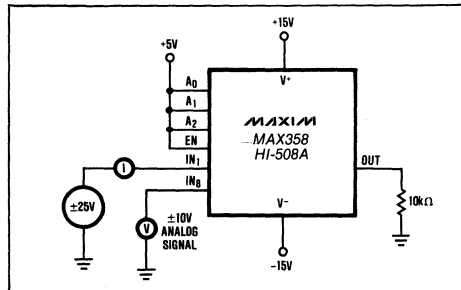 +15V
+5V
V+
A0
A1
A2
EN
IN1
IN8
MAXIM
MAX358
HI-508A
OUT
I
±25V
V
±10V
ANALOG
SIGNAL
10kΩ
V−
−15V